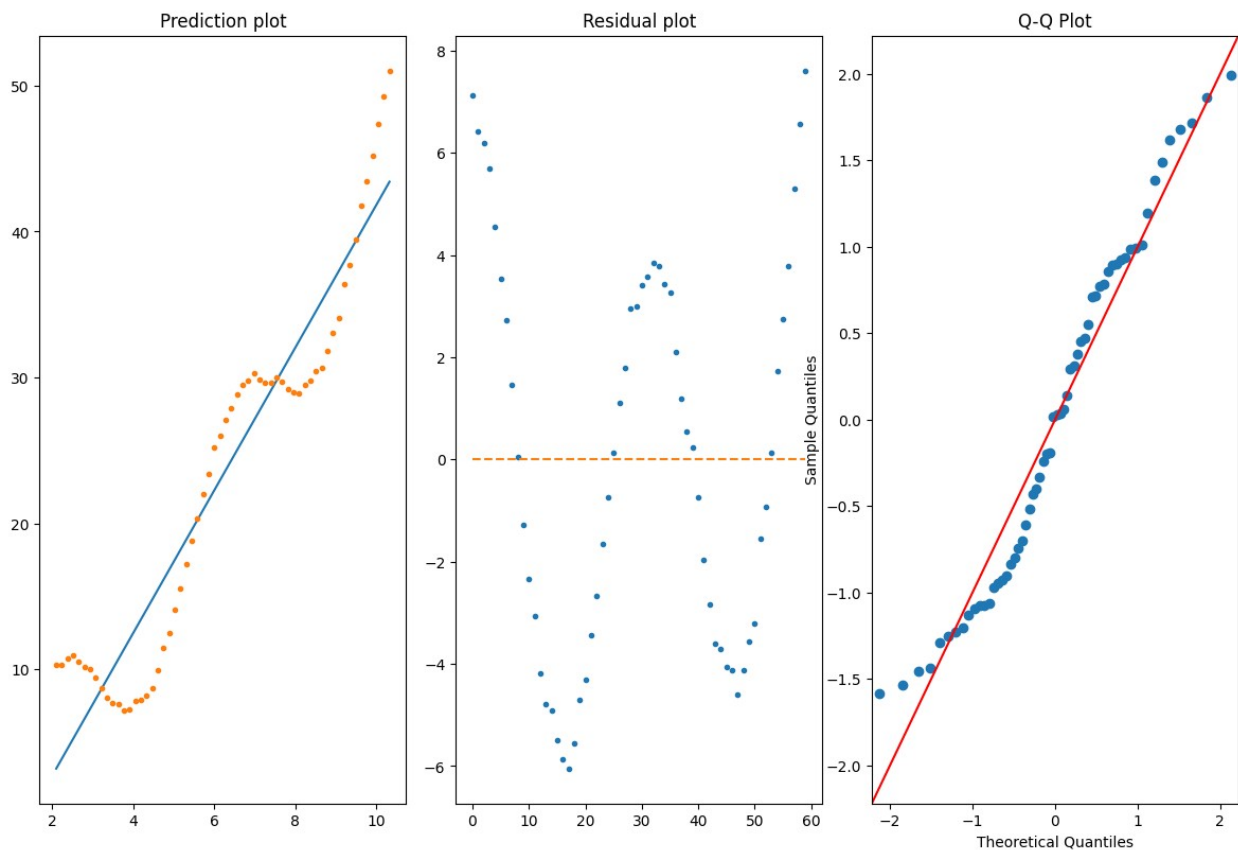 Prediction plot
50
40
30
20
10
2 4 6 8 10
Residual plot
8
6
4
2
0
−2
−4
−6
0 10 20 30 40 50 60
Q-Q Plot
Sample Quantiles
2.0
1.5
1.0
0.5
0.0
−0.5
−1.0
−1.5
−2.0
−2 −1 0 1 2
Theoretical Quantiles